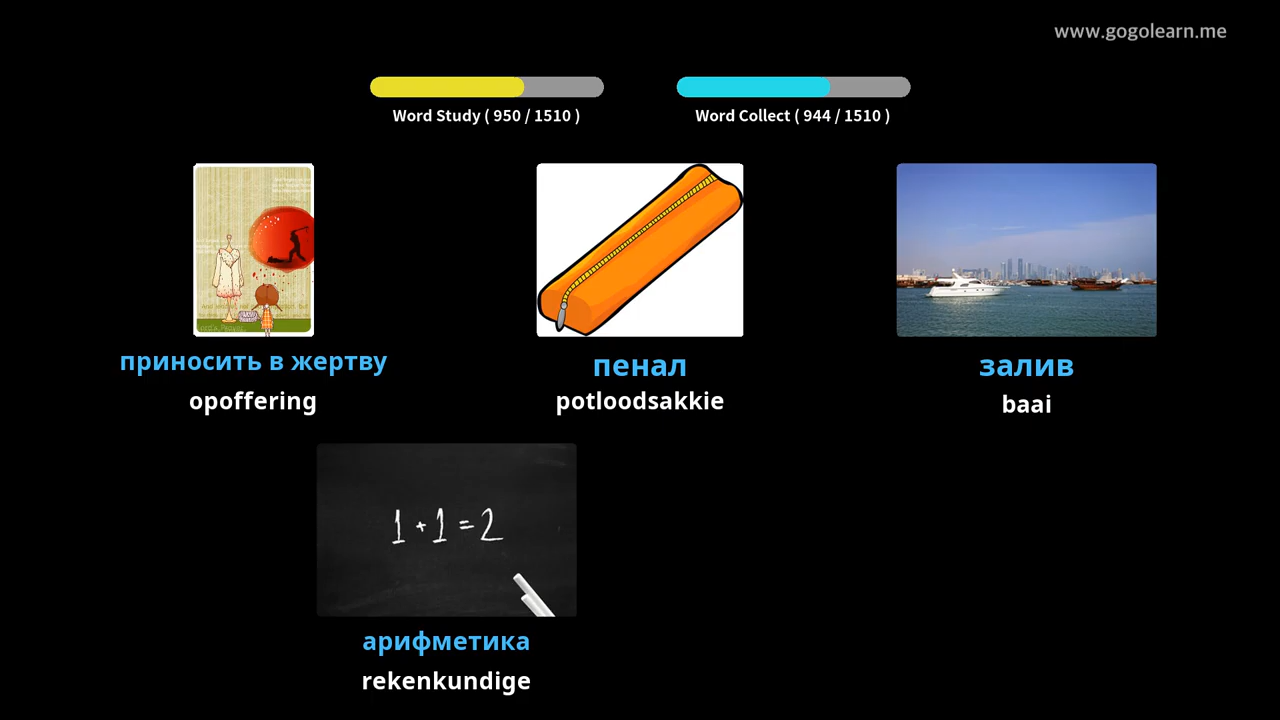 www.gogolearn.me
Word Study ( 950 / 1510 )
Word Collect ( 944 / 1510 )
приносить в жертву
opoffering
пенал
potloodsakkie
залив
baai
1 + 1 = 2
арифметика
rekenkundige